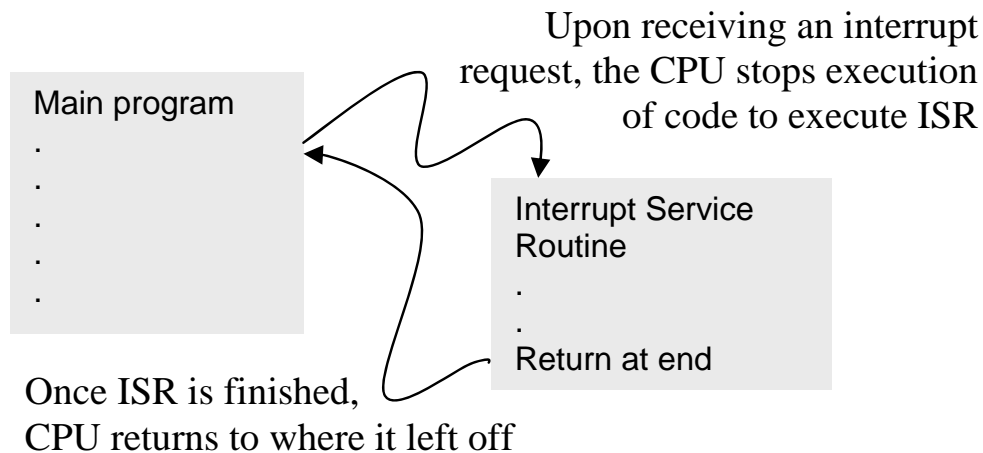 Upon receiving an interrupt
request, the CPU stops execution
of code to execute ISR
Main program
.
.
.
.
.
Interrupt Service
Routine
.
.
Return at end
Once ISR is finished,
CPU returns to where it left off